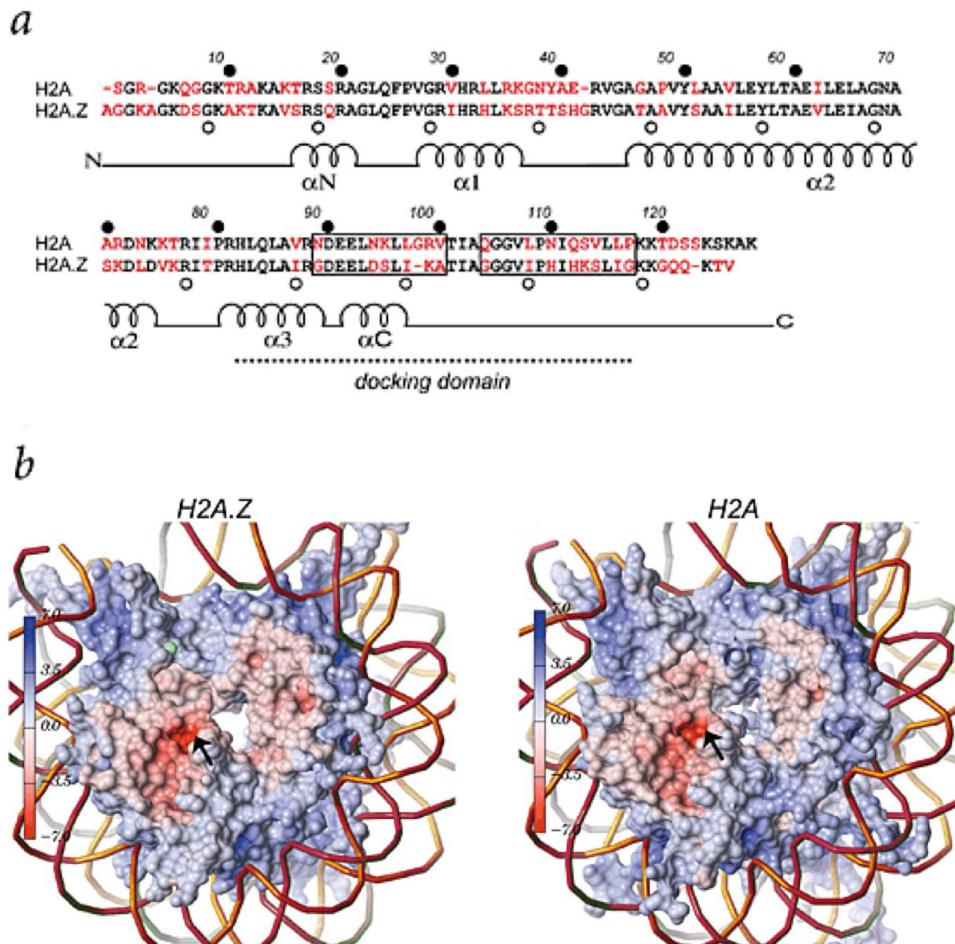 a
10 20 30 40 50 60 70
H2A -SGR-GKQGGKTRAKAKTRSSRAGLQFPVGRVHRLLRKGNYAE-RVGAGAPVYLAAVLEYLTAEILELAGNA
H2A.Z AGGKAGKDSGKAKTKAVSRSQRAGLQFPVGRIHRHLKSRTTSHGRVGATAAVYSAAILEYLTAEVLELAGNA
N αN α1 α2
80 90 100 110 120
H2A ARDNKKTRIIPRHLQLAVRNDEELNKLLGRVTIAQGGVLPNIQSVLLPKKTDSSKSKAK
H2A.Z SKDLDVKRITPRHLQLAIRGDEELDSLI-KATIAGGGVIPHIHKSLIGKKGQQ-KTV
α2 α3 αC C
docking domain
b
H2A.Z H2A
7.0 7.0
3.5 3.5
0.0 0.0
−3.5 −3.5
−7.0 −7.0